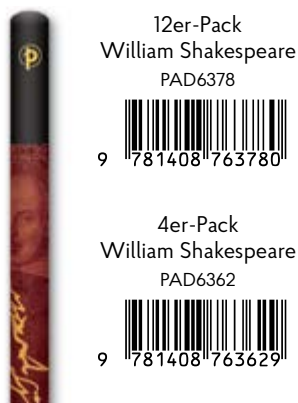 12er-Pack
William Shakespeare
PAD6378
9 781408 763780
4er-Pack
William Shakespeare
PAD6362
9 781408 763629